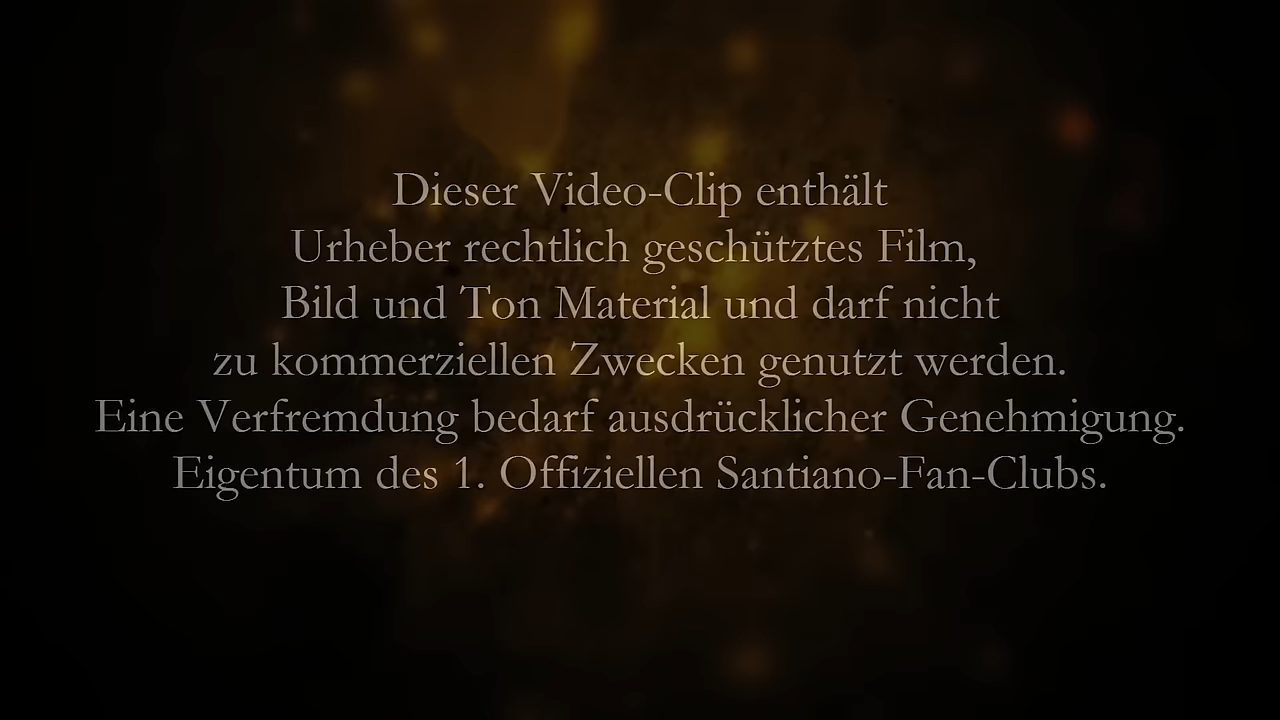 Dieser Video-Clip enthält
Urheber rechtlich geschütztes Film,
Bild und Ton Material und darf nicht
zu kommerziellen Zwecken genutzt werden.
Eine Verfremdung bedarf ausdrücklicher Genehmigung.
Eigentum des 1. Offiziellen Santiano-Fan-Clubs.